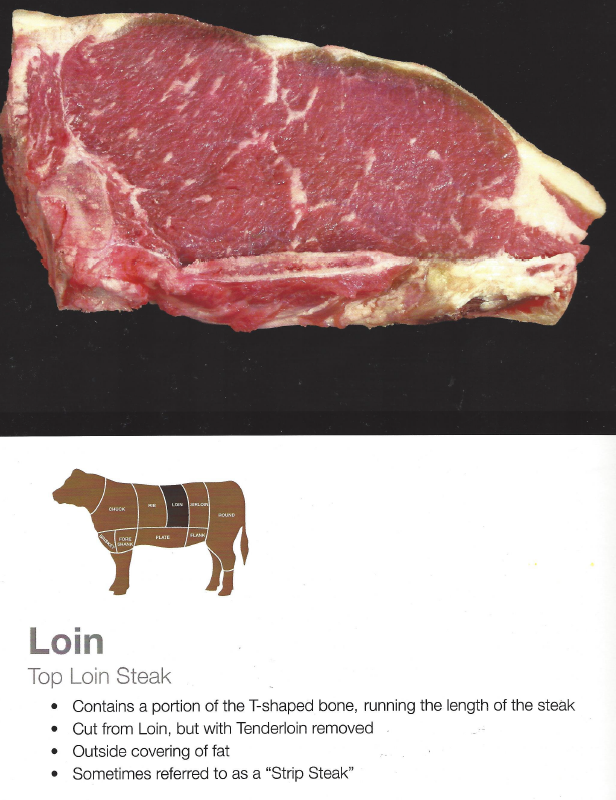 CHUCK
RIB
LOIN
SIRLOIN
ROUND
BRISKET
FORE
SHANK
PLATE
FLANK
Loin
Top Loin Steak
• Contains a portion of the T-shaped bone, running the length of the steak
• Cut from Loin, but with Tenderloin removed
• Outside covering of fat
• Sometimes referred to as a “Strip Steak”